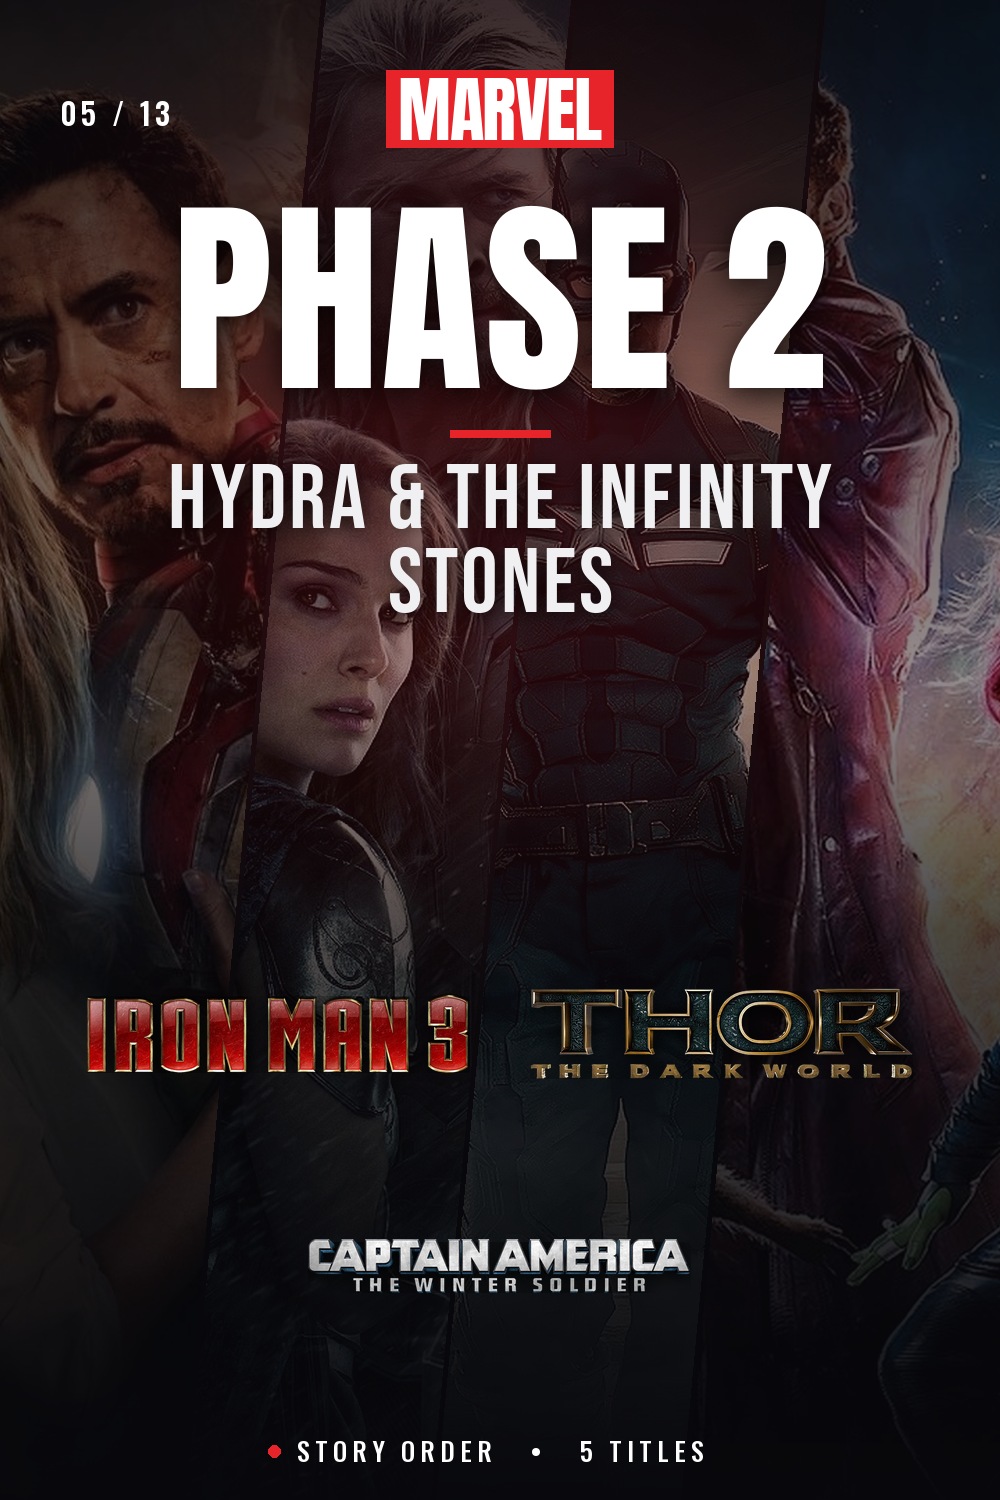 05 / 13
MARVEL
PHASE 2
HYDRA & THE INFINITY
STONES
IRON MAN 3
THOR
THE DARK WORLD
CAPTAIN AMERICA
THE WINTER SOLDIER
STORY ORDER • 5 TITLES